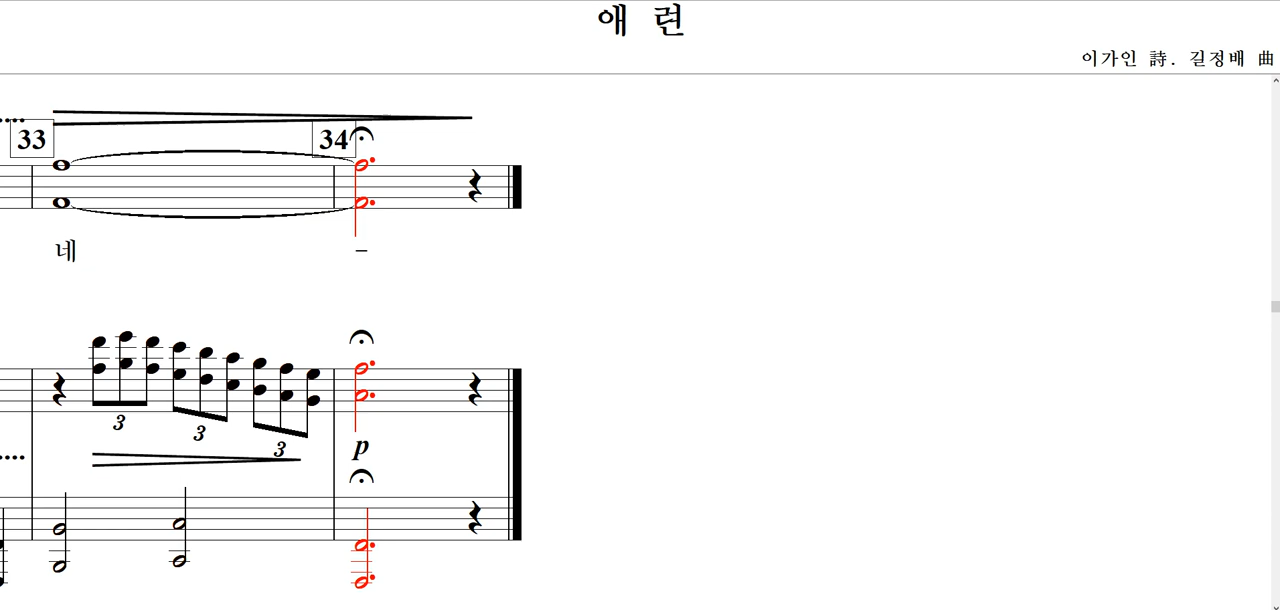 애 련
이가인 詩. 길정배 曲
33 34
네 –
3 3 3
p